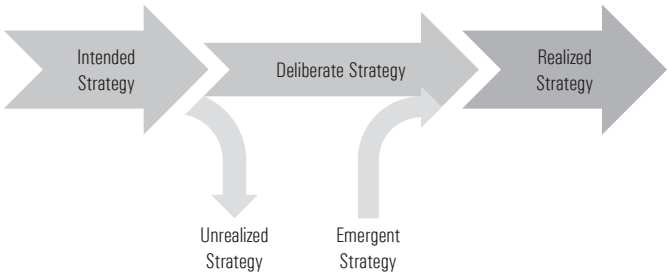 Intended
Strategy
Deliberate Strategy
Realized
Strategy
Unrealized
Strategy
Emergent
Strategy